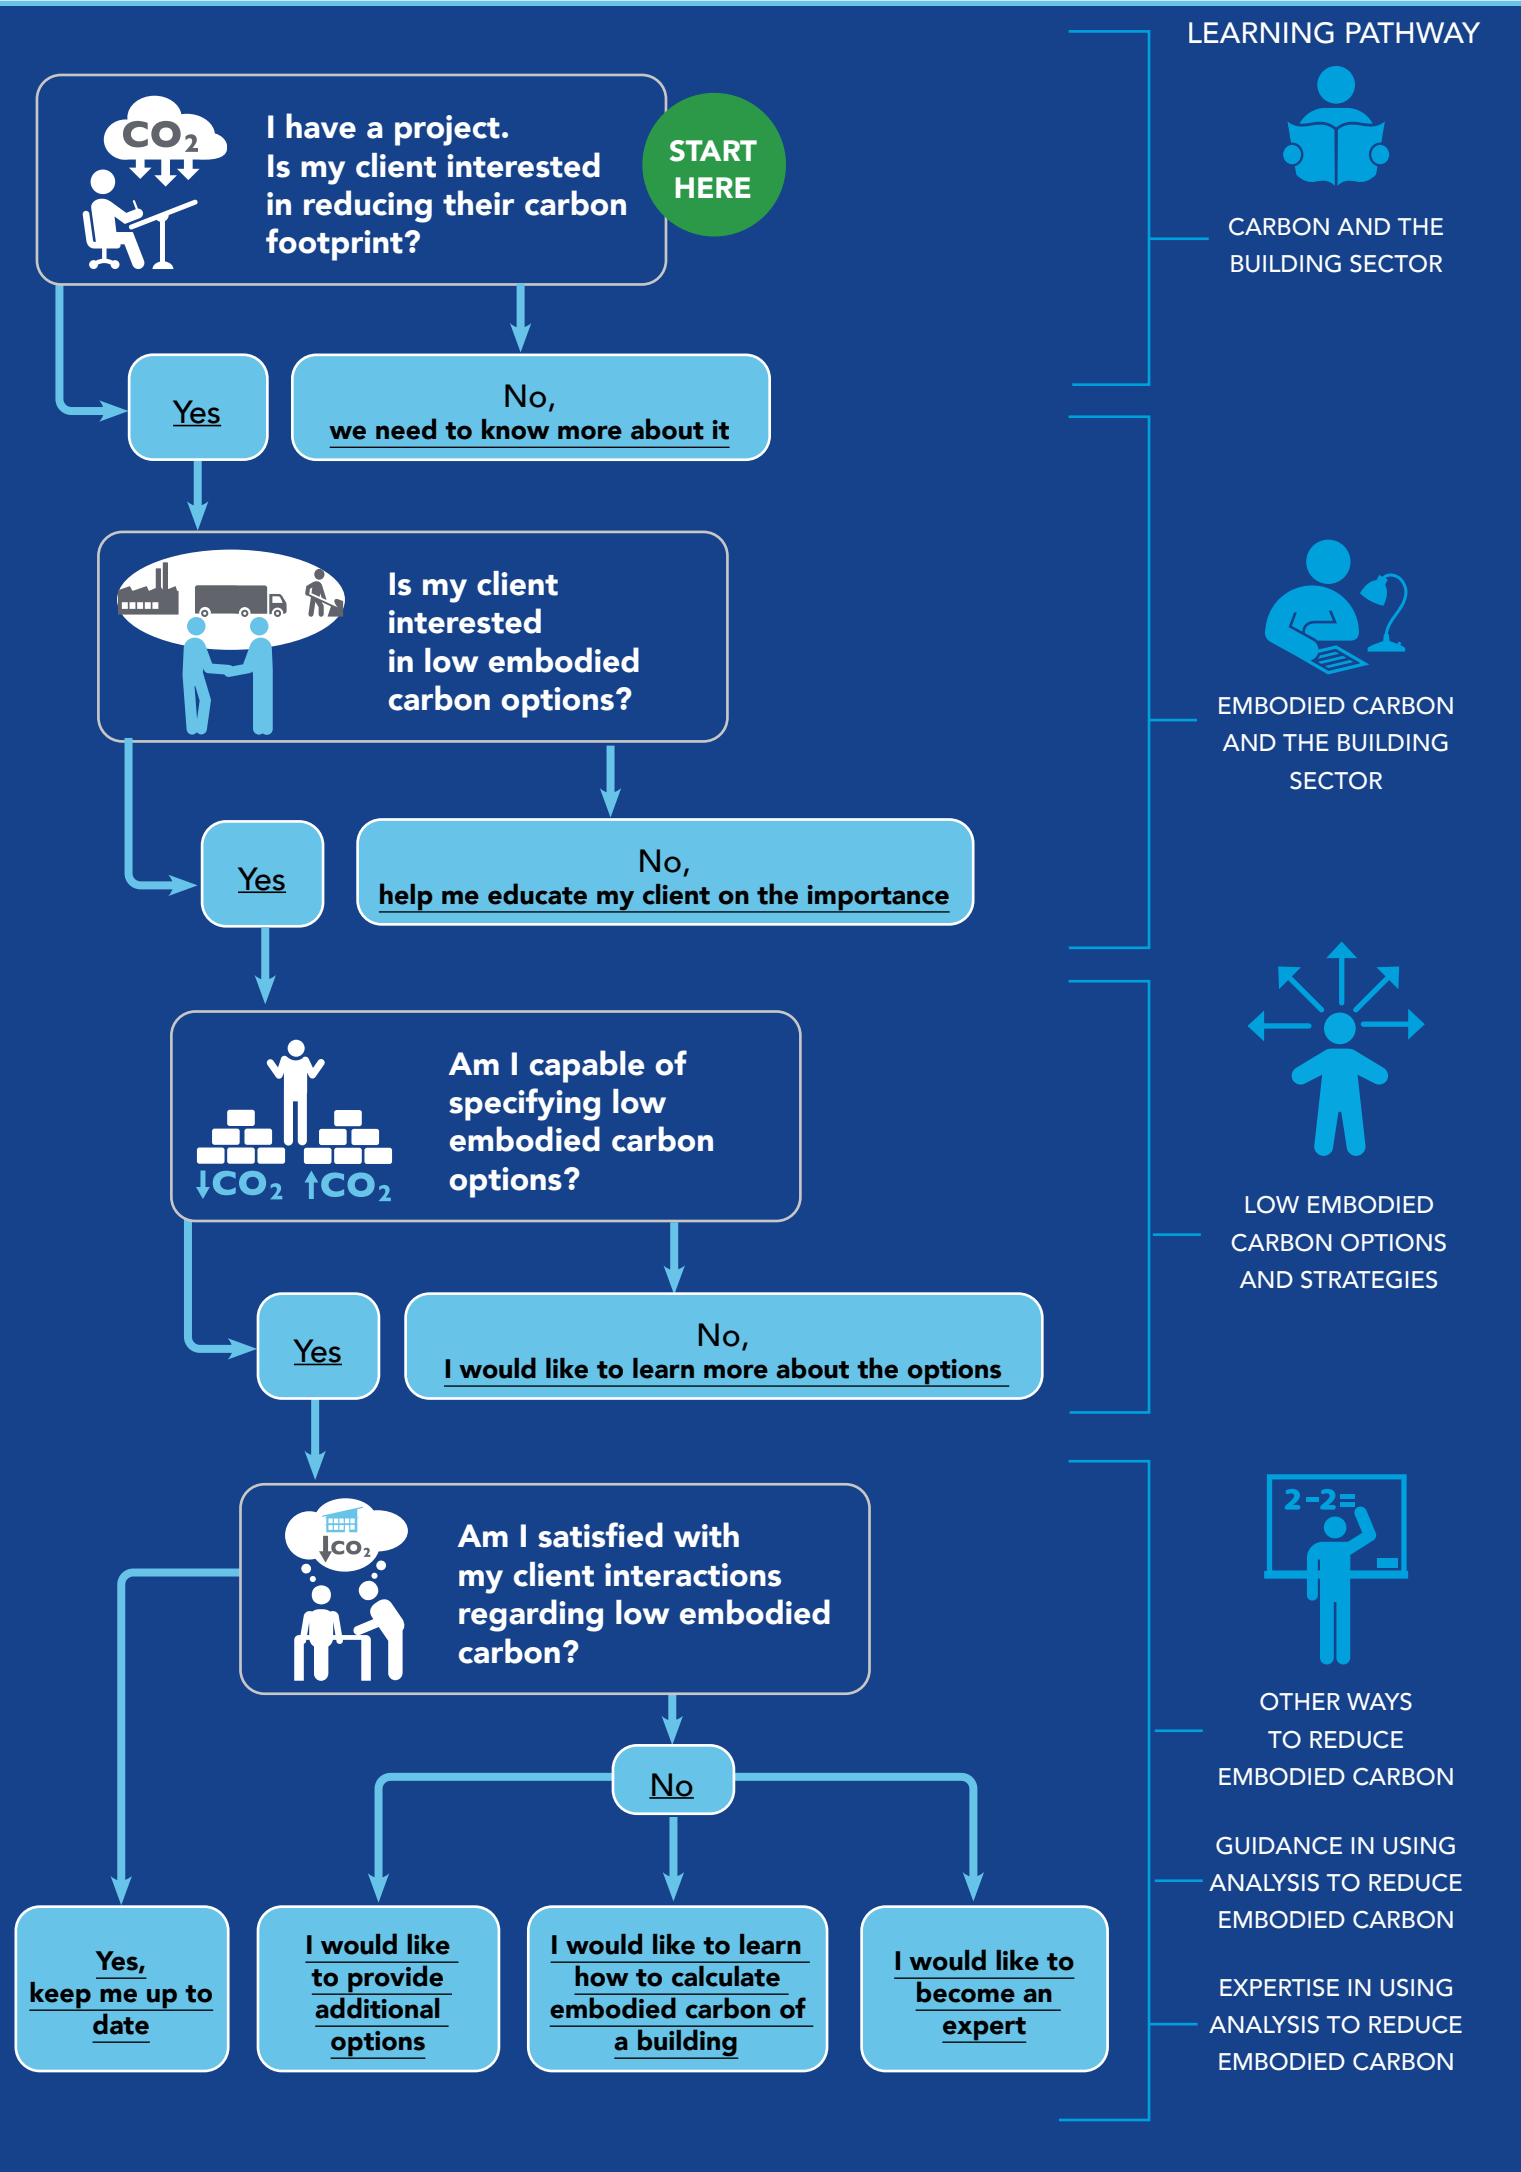 LEARNING PATHWAY
CO2
I have a project.
Is my client interested
in reducing their carbon
footprint?
START
HERE
CARBON AND THE
BUILDING SECTOR
Yes
No,
we need to know more about it
Is my client
interested
in low embodied
carbon options?
EMBODIED CARBON
AND THE BUILDING
SECTOR
Yes
No,
help me educate my client on the importance
Am I capable of
specifying low
embodied carbon
options?
↓CO2 ↑CO2
LOW EMBODIED
CARBON OPTIONS
AND STRATEGIES
Yes
No,
I would like to learn more about the options
↓CO2
Am I satisfied with
my client interactions
regarding low embodied
carbon?
2-2=
OTHER WAYS
TO REDUCE
EMBODIED CARBON
No
GUIDANCE IN USING
ANALYSIS TO REDUCE
EMBODIED CARBON
Yes,
keep me up to
date
I would like
to provide
additional
options
I would like to learn
how to calculate
embodied carbon of
a building
I would like to
become an
expert
EXPERTISE IN USING
ANALYSIS TO REDUCE
EMBODIED CARBON